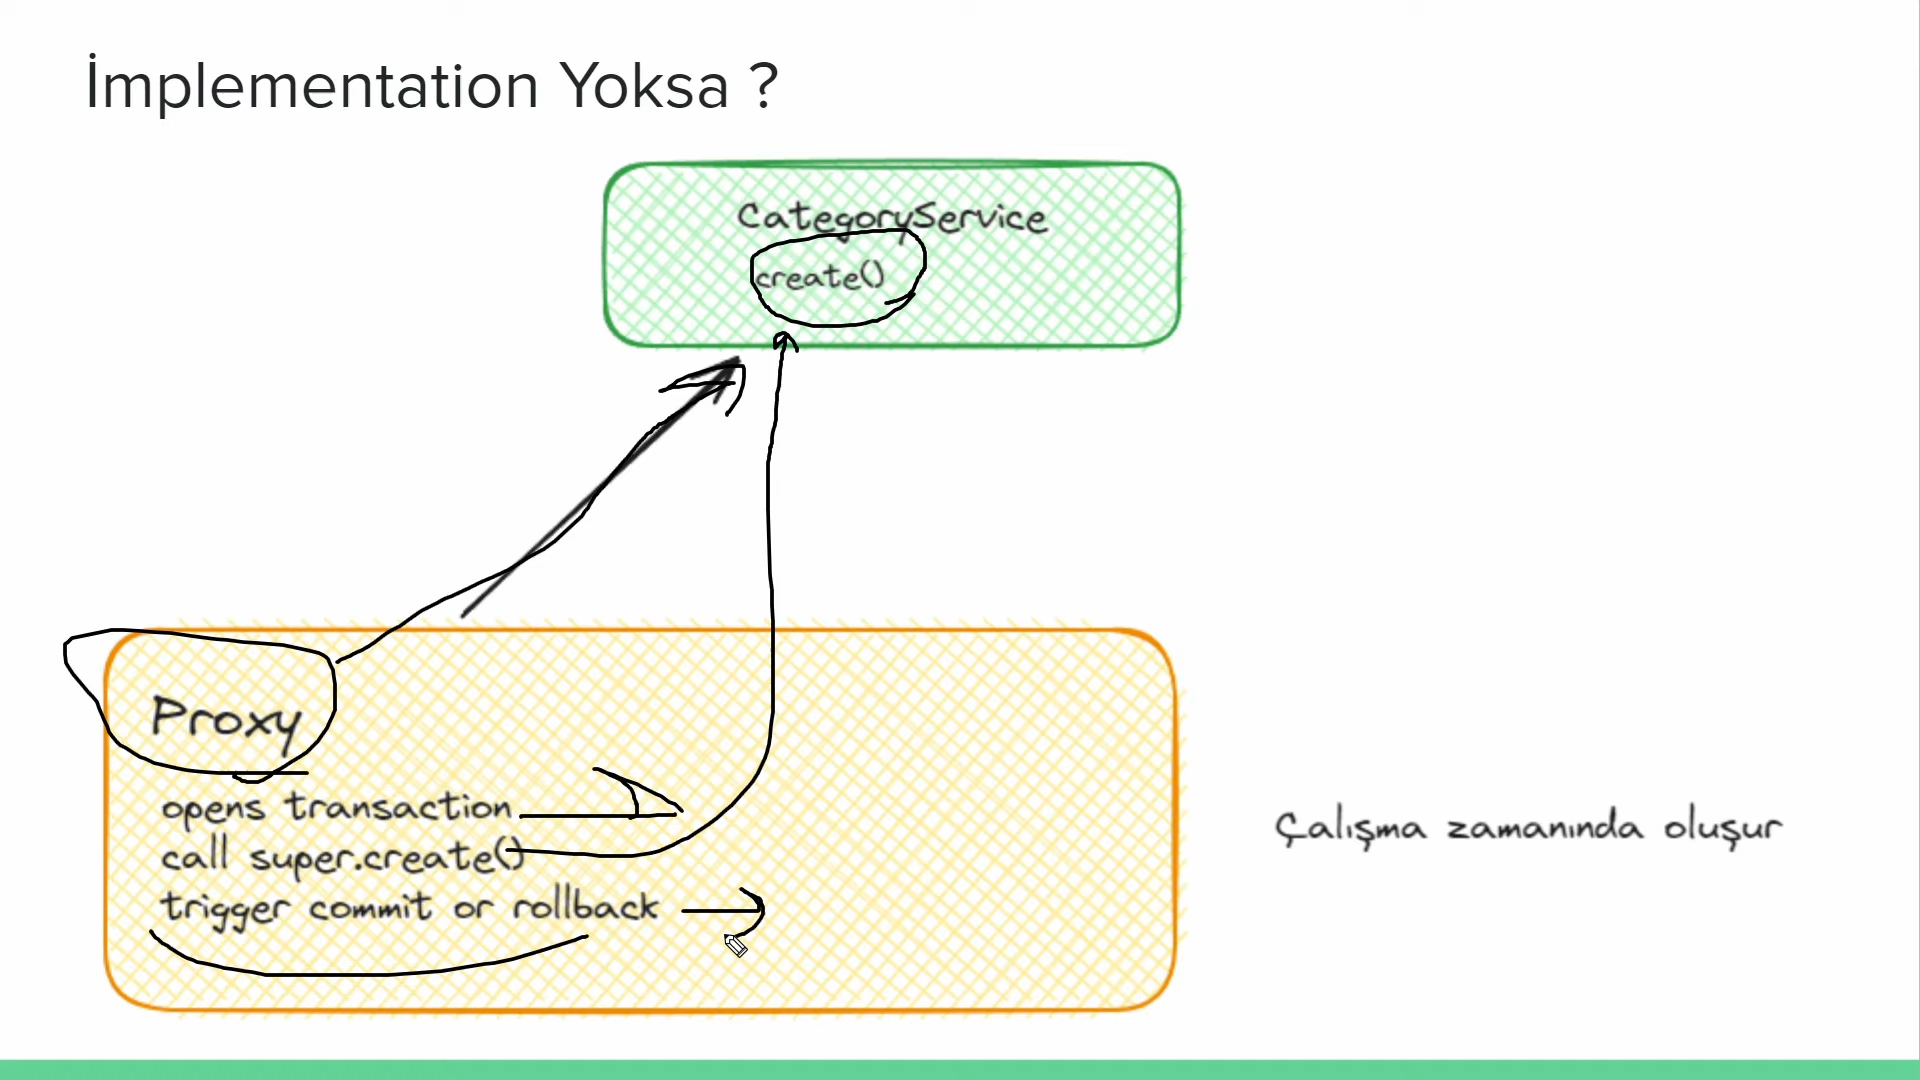 İmplementation Yoksa ?
CategoryService
create()
Proxy
opens transaction
call super.create()
trigger commit or rollback
Çalışma zamanında oluşur